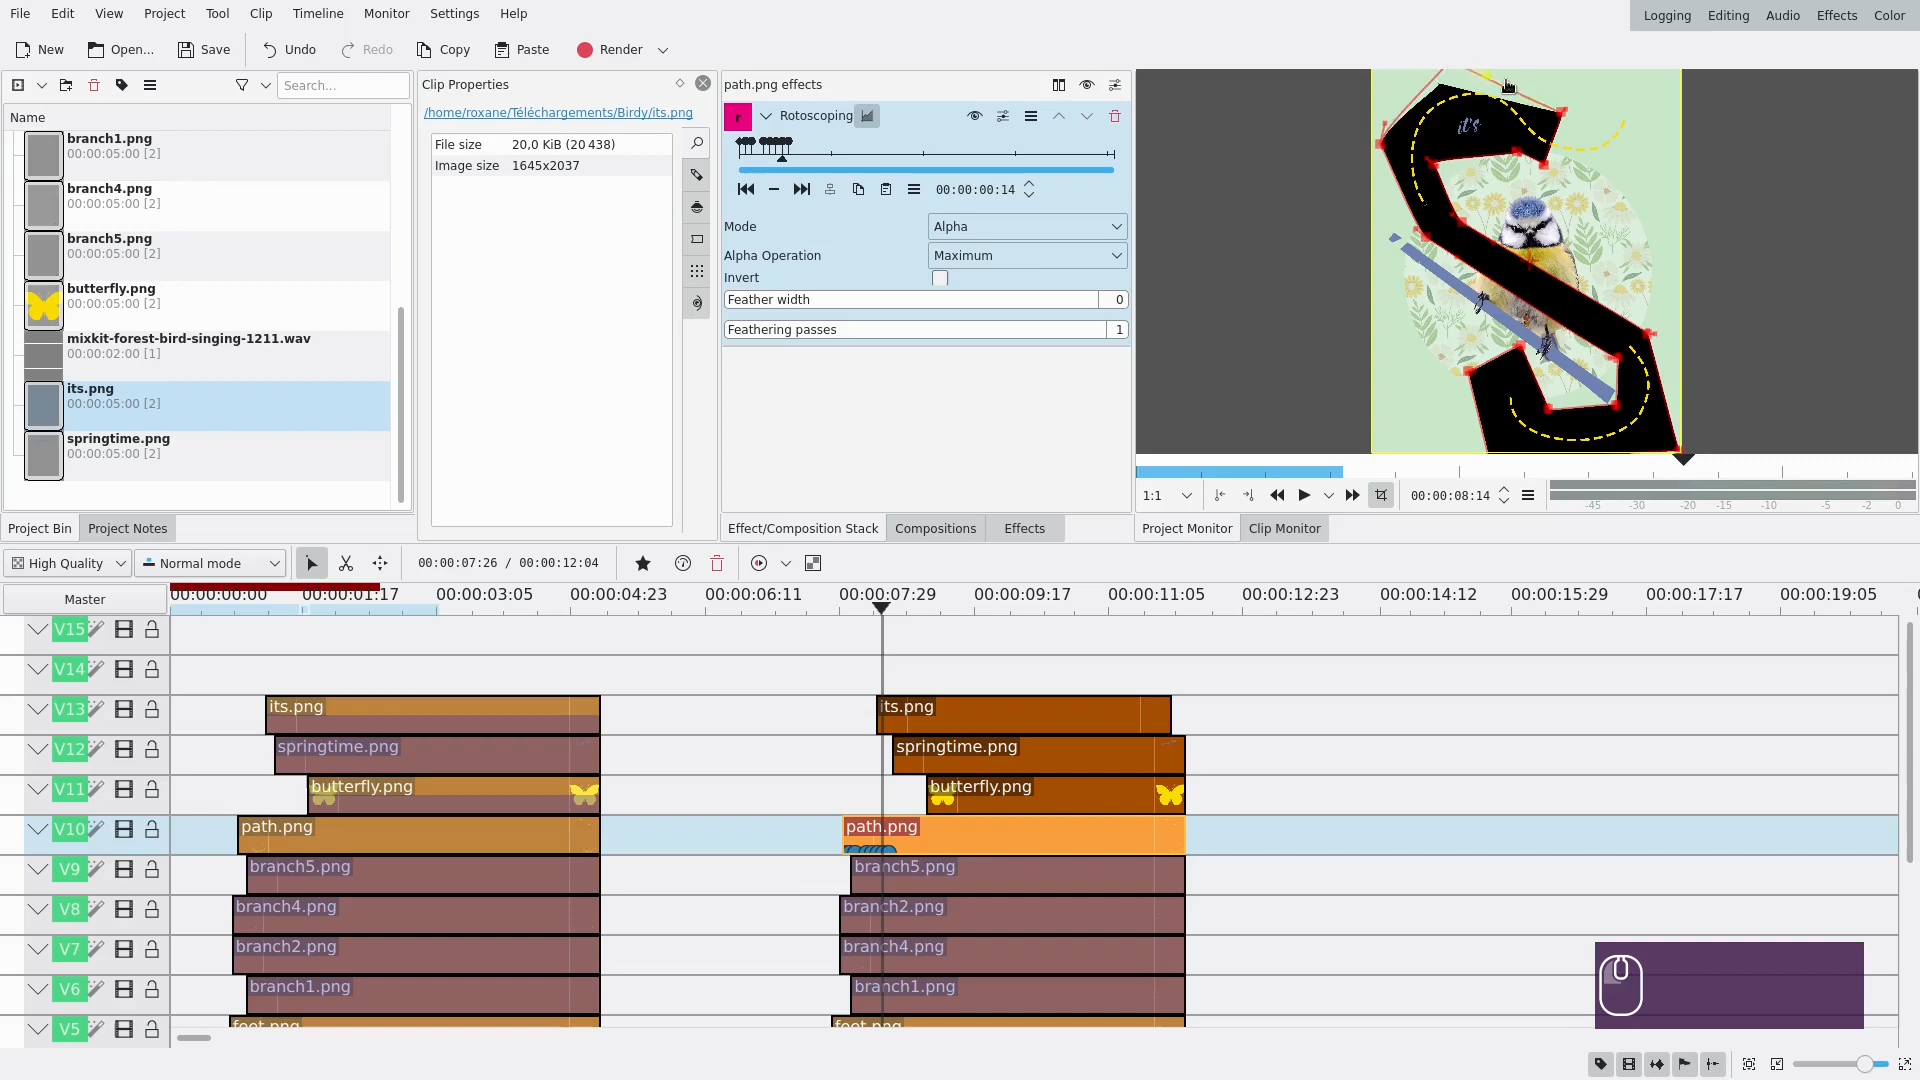 File Edit View Project Tool Clip Timeline Monitor Settings Help
Logging Editing Audio Effects Color
New Open... Save Undo Redo Copy Paste Render
Search...
Name
branch1.png
00:00:05:00 [2]
branch4.png
00:00:05:00 [2]
branch5.png
00:00:05:00 [2]
butterfly.png
00:00:05:00 [2]
mixkit-forest-bird-singing-1211.wav
00:00:02:00 [1]
its.png
00:00:05:00 [2]
springtime.png
00:00:05:00 [2]
Project Bin Project Notes
Clip Properties
/home/roxane/Téléchargements/Birdy/its.png
File size 20,0 KiB (20 438)
Image size 1645x2037
path.png effects
r Rotoscoping
00:00:00:14
Mode Alpha
Alpha Operation Maximum
Invert
Feather width 0
Feathering passes 1
Effect/Composition Stack Compositions Effects
it's
1:1 00:00:08:14
-45 -30 -20 -15 -10 -5 -2 0
Project Monitor Clip Monitor
High Quality Normal mode 00:00:07:26 / 00:00:12:04
Master
00:00:00:00 00:00:01:17 00:00:03:05 00:00:04:23 00:00:06:11 00:00:07:29 00:00:09:17 00:00:11:05 00:00:12:23 00:00:14:12 00:00:15:29 00:00:17:17 00:00:19:05
V15
V14
V13 its.png its.png
V12 springtime.png springtime.png
V11 butterfly.png butterfly.png
V10 path.png path.png
V9 branch5.png branch5.png
V8 branch4.png branch2.png
V7 branch2.png branch4.png
V6 branch1.png branch1.png
V5 foot.png foot.png